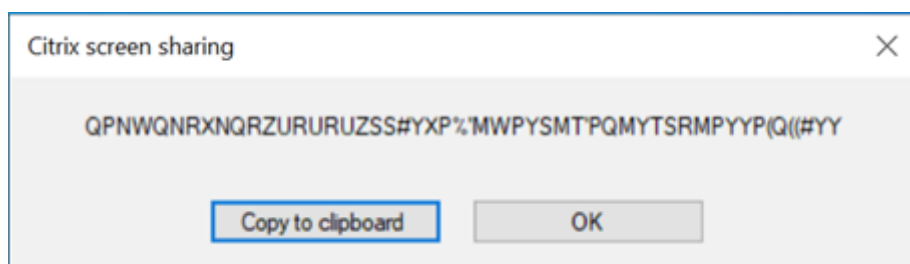 Citrix screen sharing
QPNWQNRXNQRZURURUZSS#YXP%'MWPYSMT'PQMYTSRMPYYP(Q((#YY
Copy to clipboard
OK